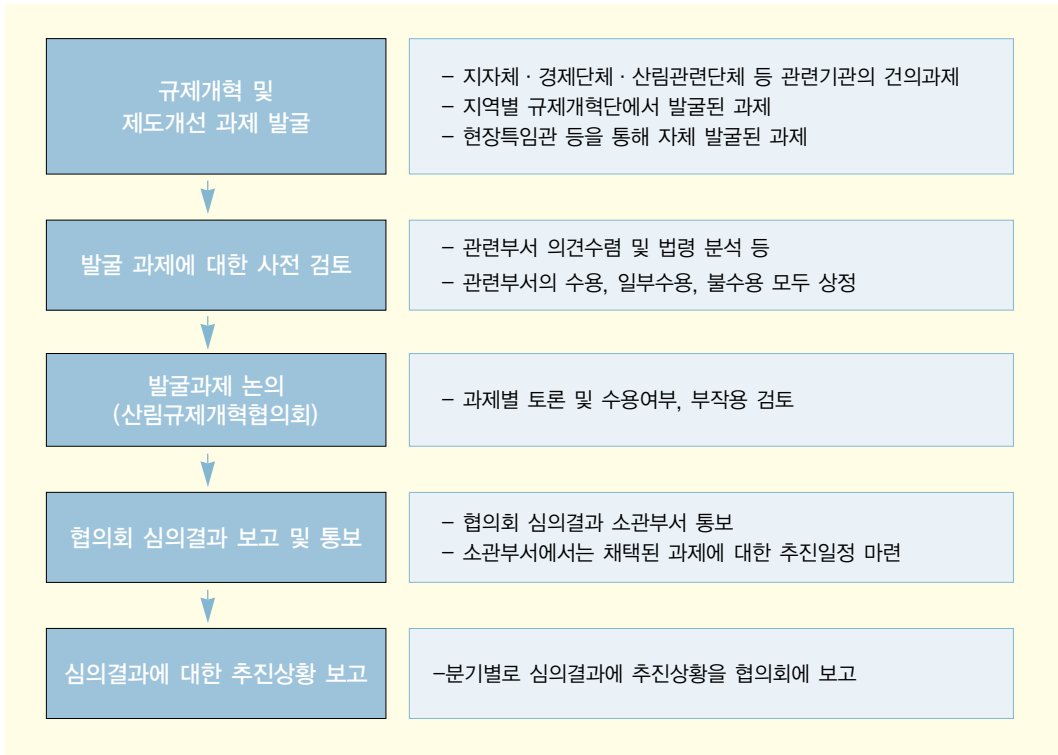 규제개혁 및
제도개선 과제 발굴
– 지자체 · 경제단체 · 산림관련단체 등 관련기관의 건의과제
– 지역별 규제개혁단에서 발굴된 과제
– 현장특임관 등을 통해 자체 발굴된 과제
발굴 과제에 대한 사전 검토
– 관련부서 의견수렴 및 법령 분석 등
– 관련부서의 수용, 일부수용, 불수용 모두 상정
발굴과제 논의
(산림규제개혁협의회)
– 과제별 토론 및 수용여부, 부작용 검토
협의회 심의결과 보고 및 통보
– 협의회 심의결과 소관부서 통보
– 소관부서에서는 채택된 과제에 대한 추진일정 마련
심의결과에 대한 추진상황 보고
–분기별로 심의결과에 추진상황을 협의회에 보고